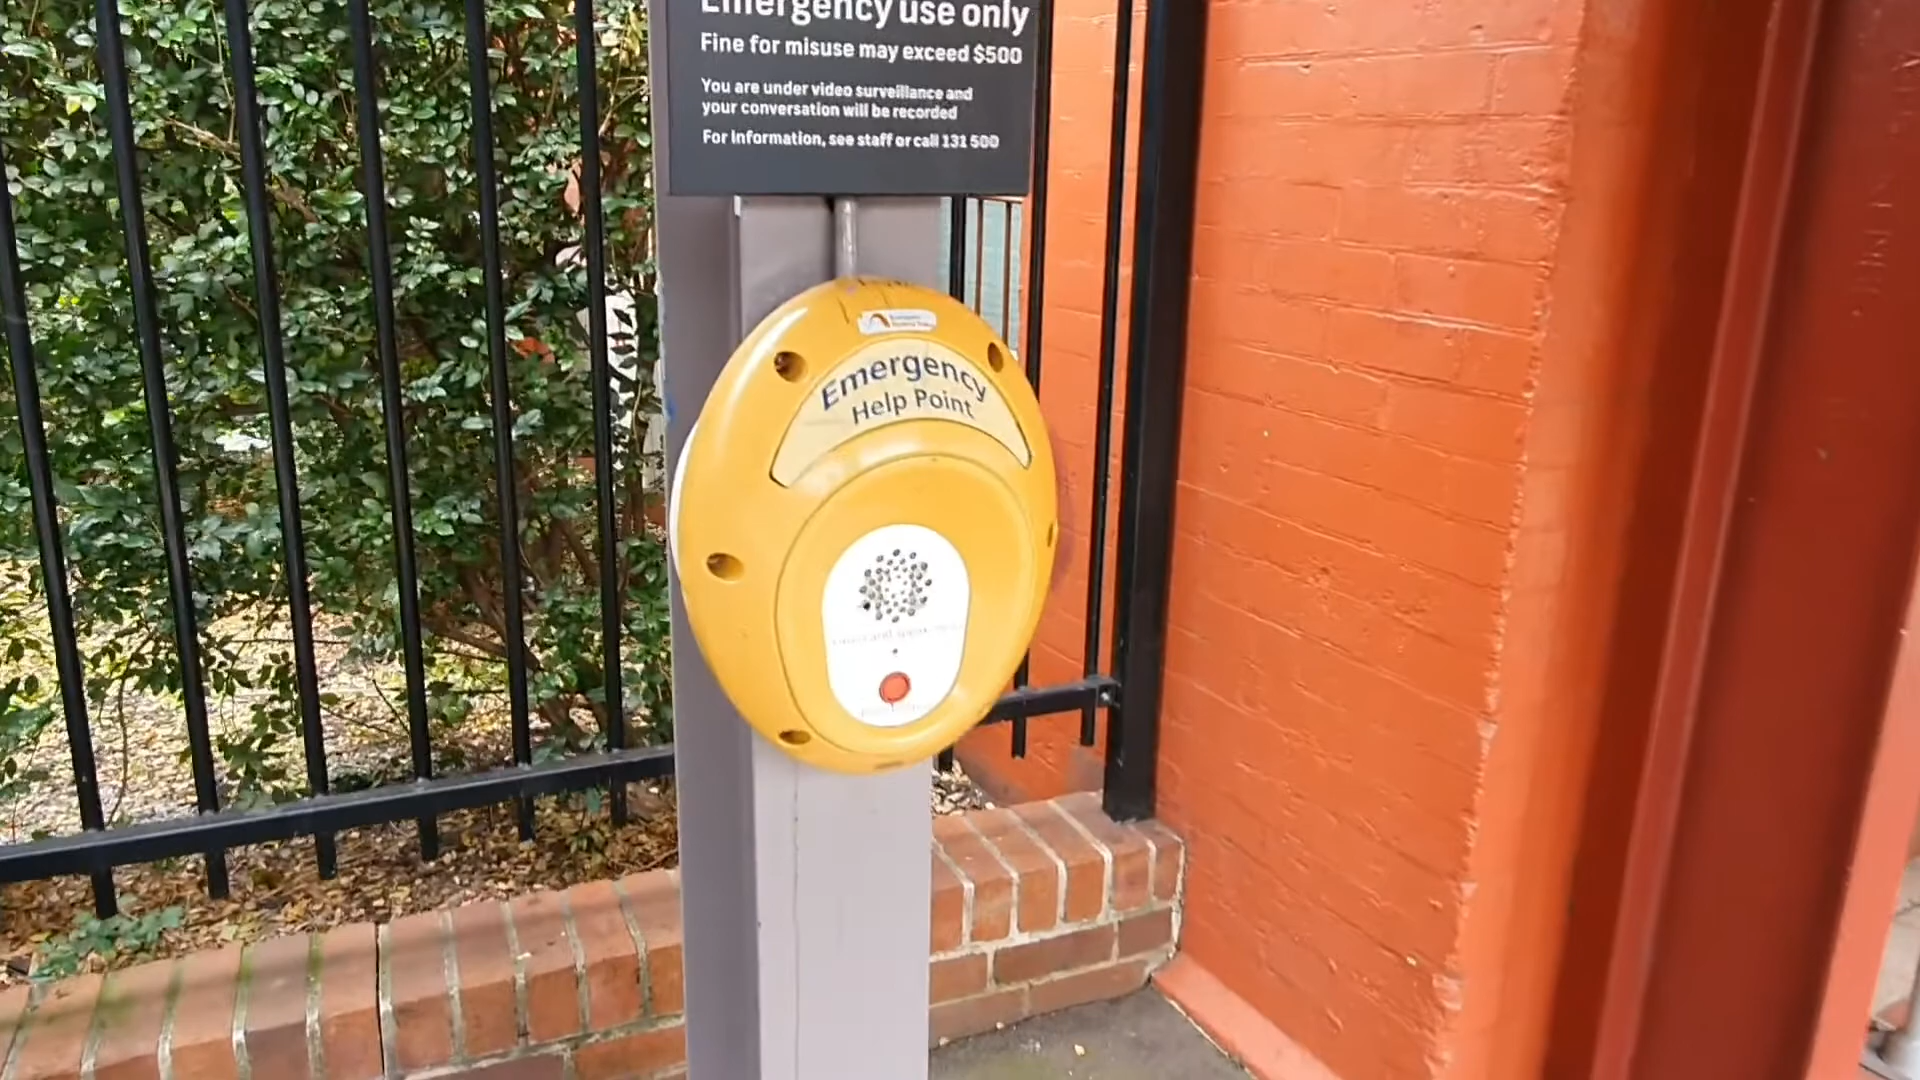 Emergency use only
Fine for misuse may exceed $500
You are under video surveillance and
your conversation will be recorded
For information, see staff or call 131 500
Emergency
Help Point